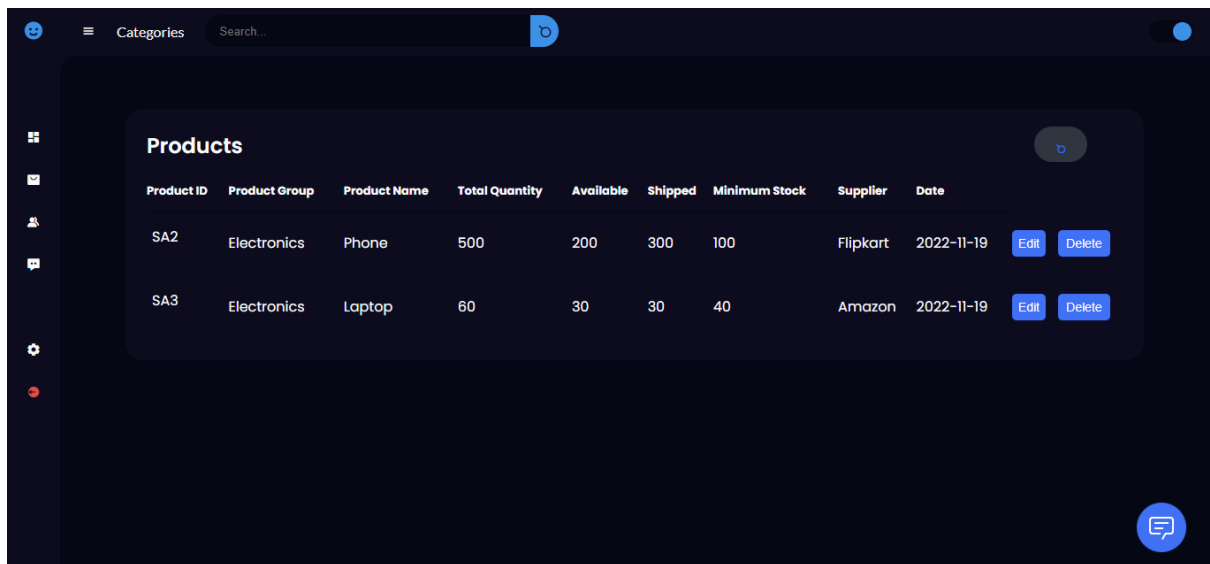 Categories Search...
Products
Product ID Product Group Product Name Total Quantity Available Shipped Minimum Stock Supplier Date
SA2 Electronics Phone 500 200 300 100 Flipkart 2022-11-19 Edit Delete
SA3 Electronics Laptop 60 30 30 40 Amazon 2022-11-19 Edit Delete